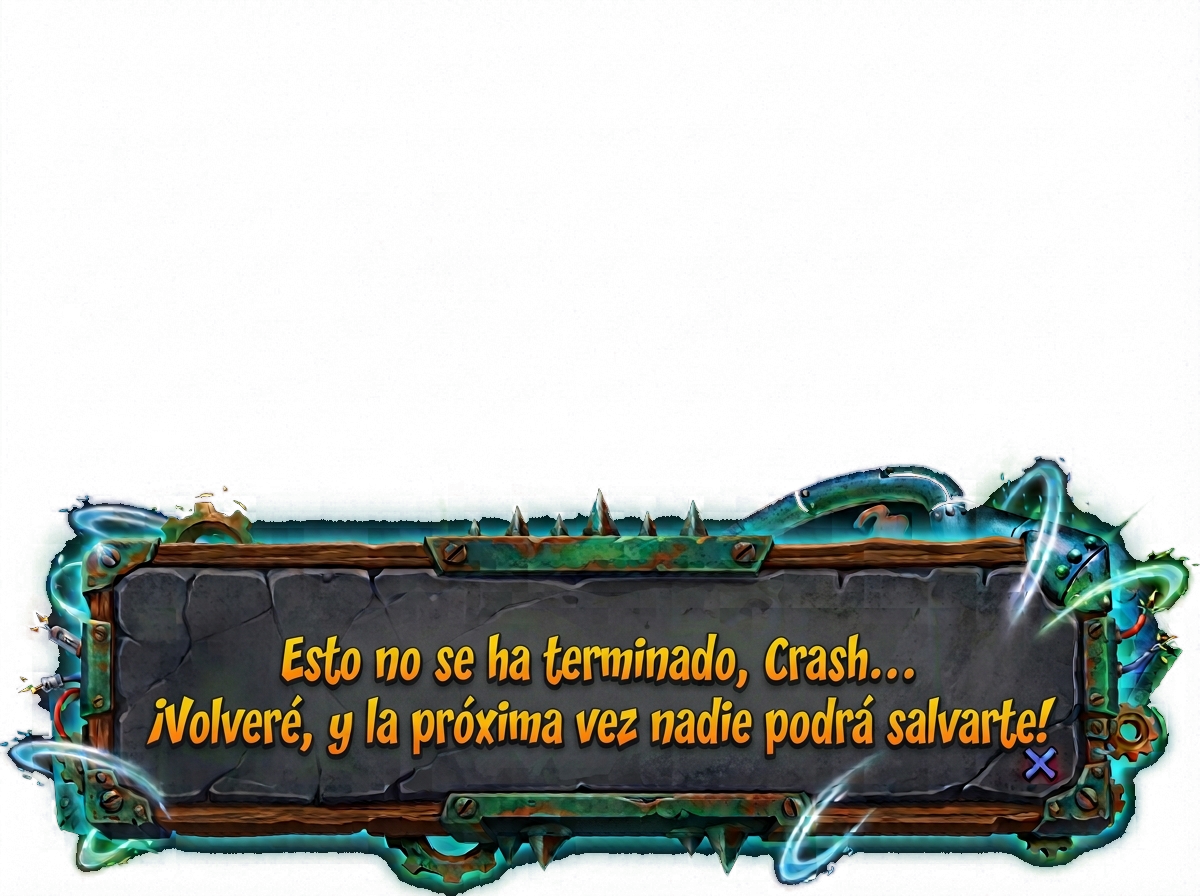 Esto no se ha terminado, Crash...
¡Volveré, y la próxima vez nadie podrá salvarte!